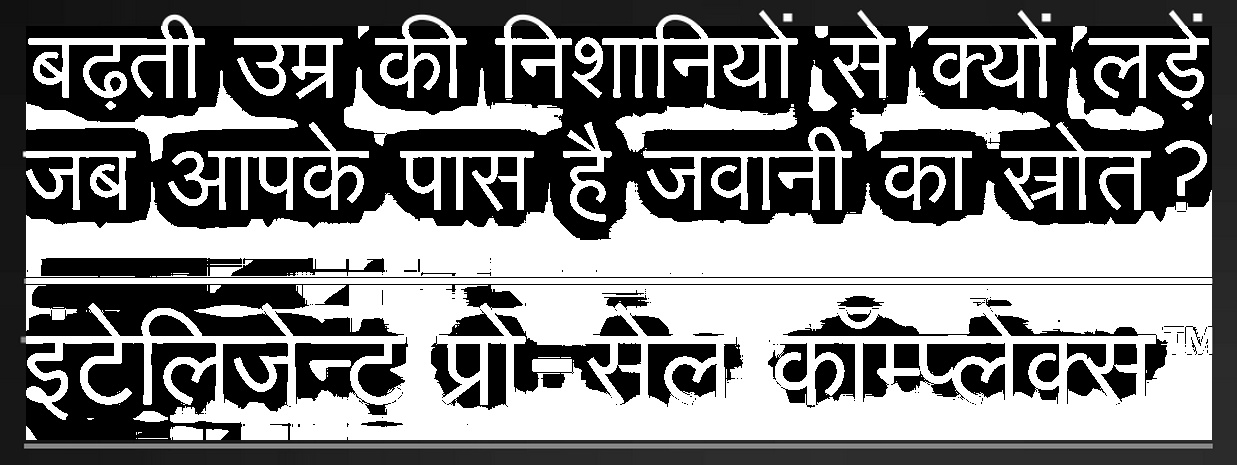 बढ़ती उम्र की निशानियों से क्यों लड़ें
जब आपके पास है जवानी का स्रोत?
इंटेलिजेन्ट प्रो-सेल कॉम्प्लेक्स™